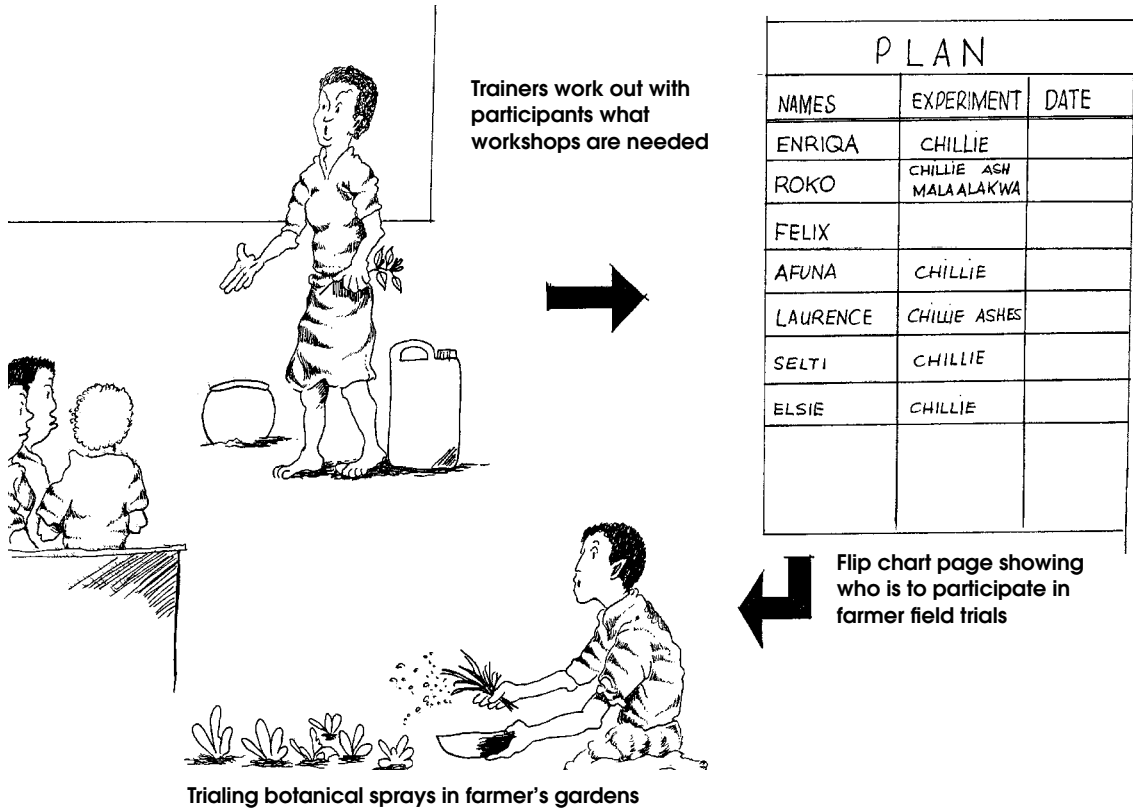 Trainers work out with
participants what
workshops are needed
PLAN
NAMES EXPERIMENT DATE
ENRIQA CHILLIE
ROKO CHILLIE ASH
MALAALAKWA
FELIX
AFUNA CHILLIE
LAURENCE CHILLIE ASHES
SELTI CHILLIE
ELSIE CHILLIE
Flip chart page showing
who is to participate in
farmer field trials
Trialing botanical sprays in farmer's gardens